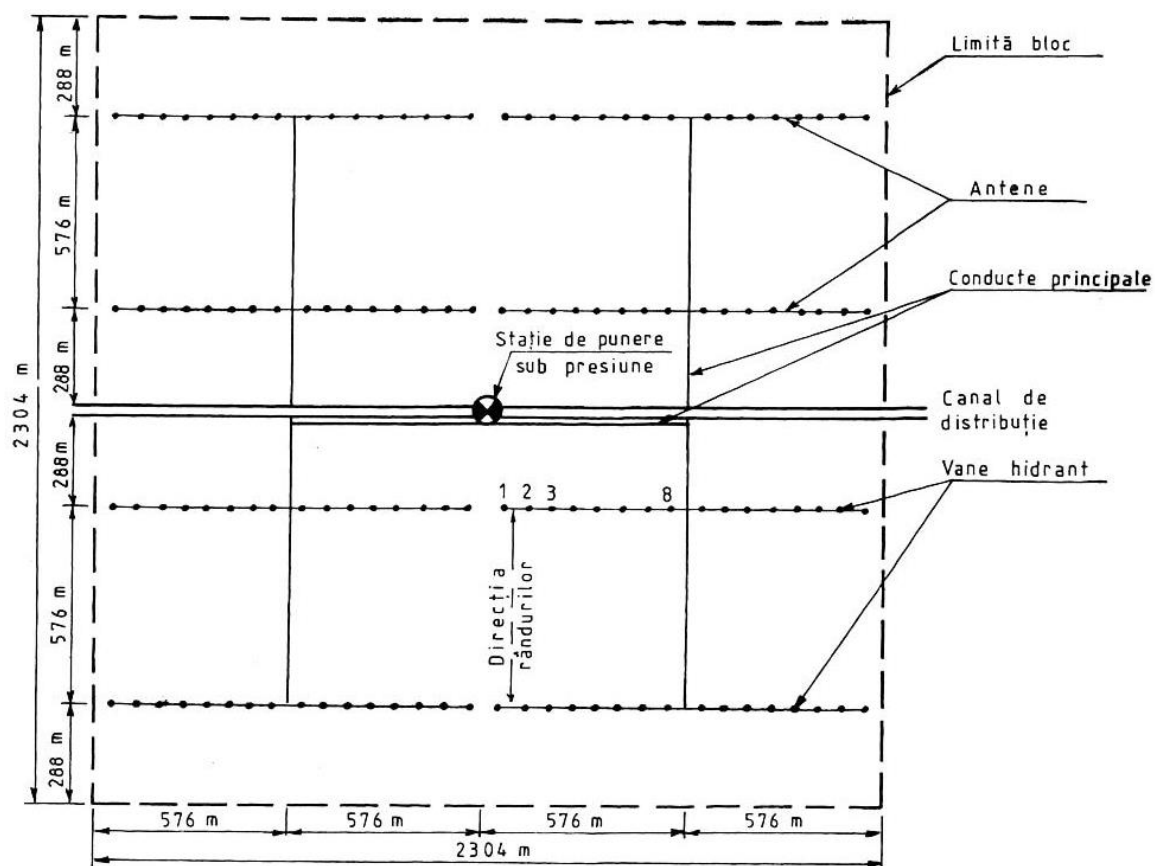 Limită bloc
288 m
576 m
Antene
Conducte principale
288 m
Stație de punere
sub presiune
Canal de
distribuție
2304 m
288m
Vane hidrant
1 2 3 8
576 m
Direcția
rândurilor
288 m
576 m 576 m 576 m 576 m
2304 m